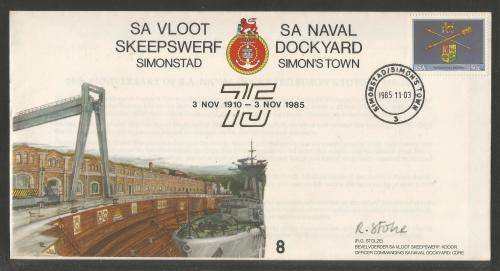 SA VLOOT
SKEEPSWERF
SIMONSTAD
SA NAVAL
DOCKYARD
SIMON'S TOWN
75
3 NOV 1910 - 3 NOV 1985
RSA
SIMONSTAD/SIMON'S TOWN
1985-11-03
3
8
R. Stolze
(R.G. STOLZE)
BEVELVOERDER SA VLOOT SKEEPSWERF: KDOOR
OFFICER COMMANDING SA NAVAL DOCKYARD: CDRE